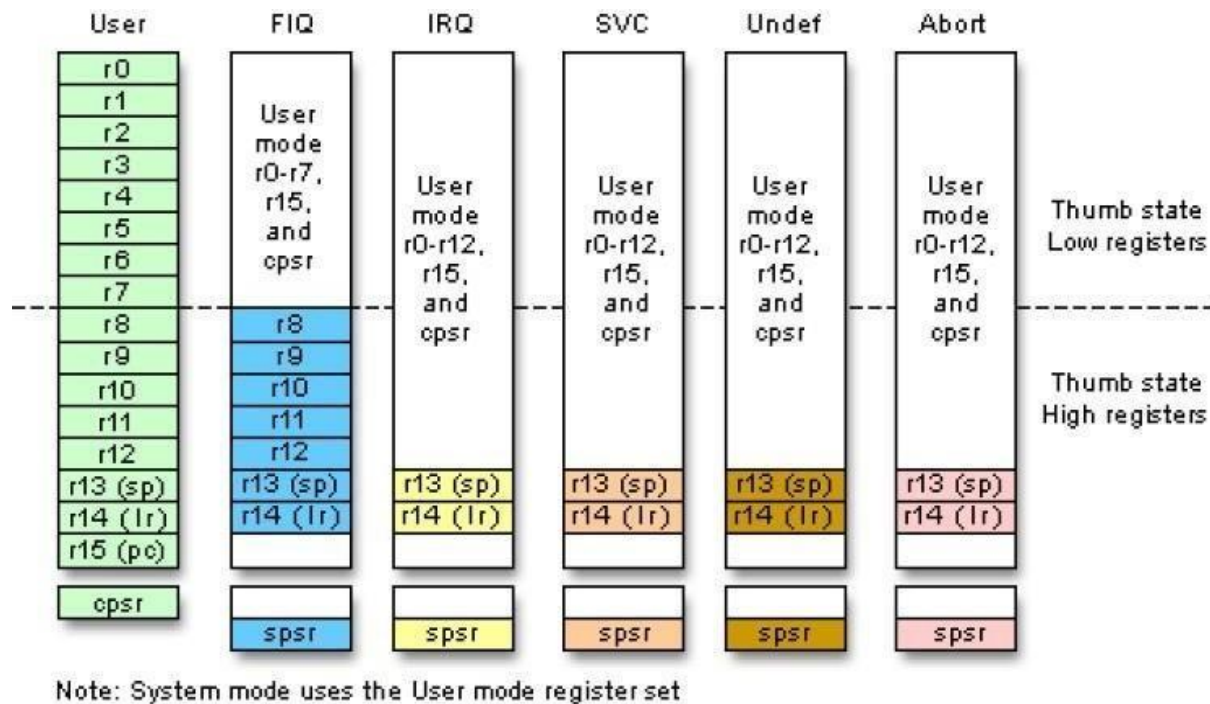 User FIQ IRQ SVC Undef Abort
r0
r1
r2
r3
r4
r5
r6
r7
r8
r9
r10
r11
r12
r13 (sp)
r14 (lr)
r15 (pc)
cpsr
User
mode
r0-r7,
r15,
and
cpsr
r8
r9
r10
r11
r12
r13 (sp)
r14 (lr)
spsr
User
mode
r0-r12,
r15,
and
cpsr
r13 (sp)
r14 (lr)
spsr
User
mode
r0-r12,
r15,
and
cpsr
r13 (sp)
r14 (lr)
spsr
User
mode
r0-r12,
r15,
and
cpsr
r13 (sp)
r14 (lr)
spsr
User
mode
r0-r12,
r15,
and
cpsr
r13 (sp)
r14 (lr)
spsr
Thumb state
Low registers
Thumb state
High registers
Note: System mode uses the User mode register set